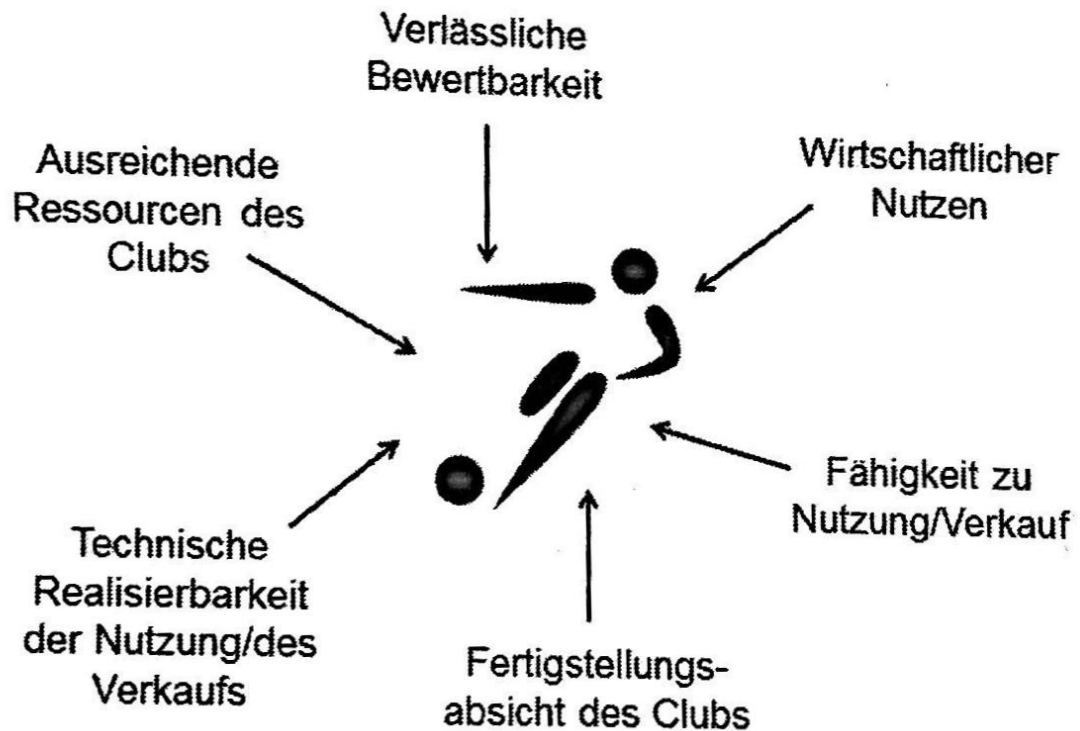 Verlässliche
Bewertbarkeit
Wirtschaftlicher
Nutzen
Ausreichende
Ressourcen des
Clubs
Fähigkeit zu
Nutzung/Verkauf
Technische
Realisierbarkeit
der Nutzung/des
Verkaufs
Fertigstellungs-
absicht des Clubs